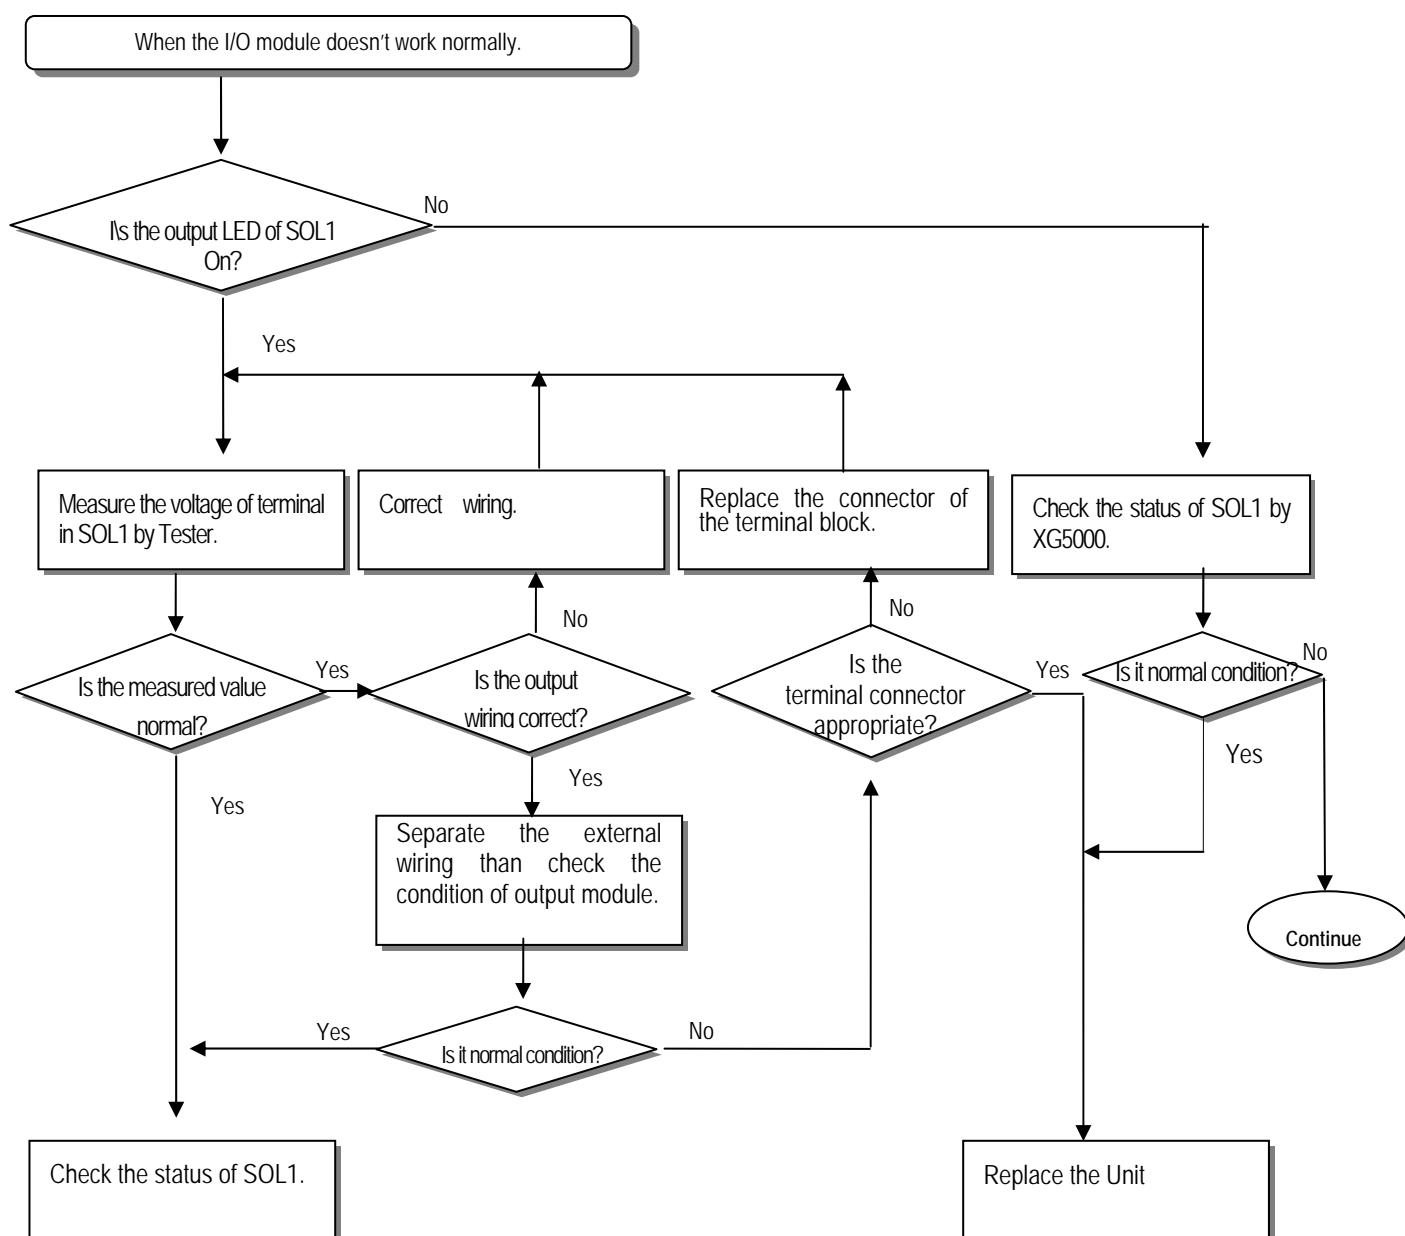 When the I/O module doesn't work normally.
No
I\s the output LED of SOL1
On?
Yes
Measure the voltage of terminal
in SOL1 by Tester.
Correct wiring.
Replace the connector of
the terminal block.
Check the status of SOL1 by
XG5000.
No
No
Is the measured value
normal?
Yes
Is the output
wiring correct?
Is the
terminal connector
appropriate?
Yes
Is it normal condition?
No
Yes
Yes
Yes
Separate the external
wiring than check the
condition of output module.
Continue
Yes
Is it normal condition?
No
Check the status of SOL1.
Replace the Unit